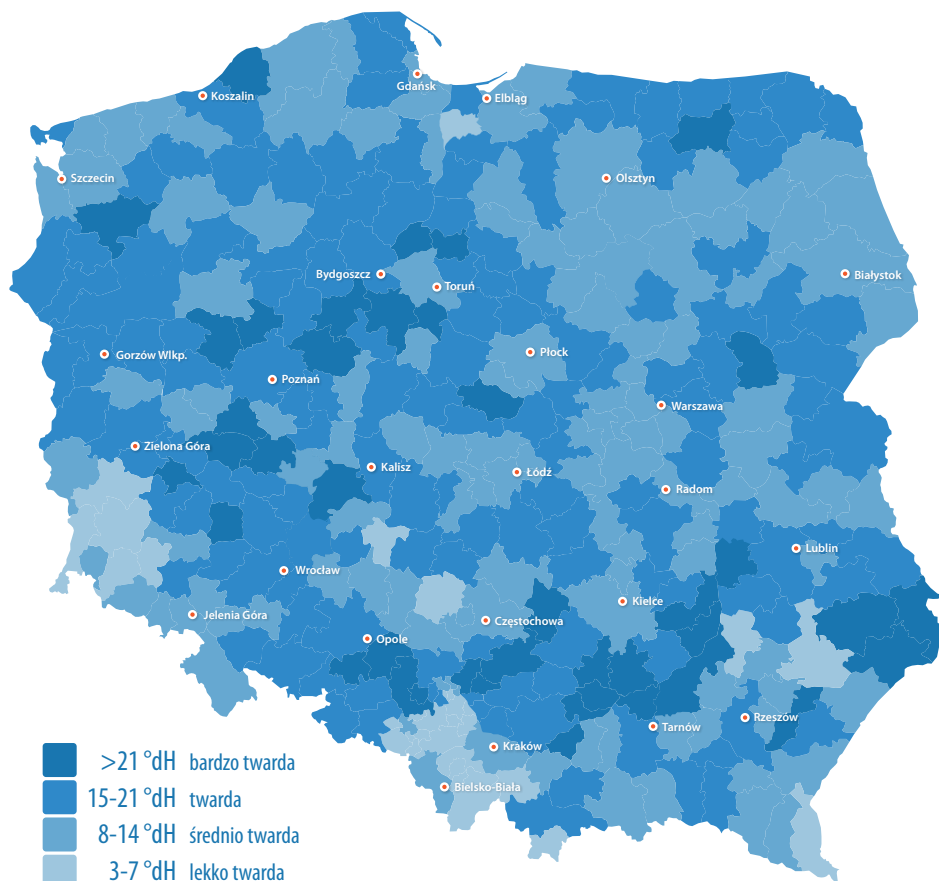 Gdańsk
Koszalin
Elbląg
Szczecin
Olsztyn
Bydgoszcz
Białystok
Toruń
Gorzów Wlkp.
Płock
Poznań
Warszawa
Zielona Góra
Kalisz
Łódź
Radom
Lublin
Wrocław
Kielce
Jelenia Góra
Częstochowa
Opole
Rzeszów
Tarnów
Kraków
Bielsko-Biała
>21 °dH bardzo twarda
15-21 °dH twarda
8-14 °dH średnio twarda
3-7 °dH lekko twarda